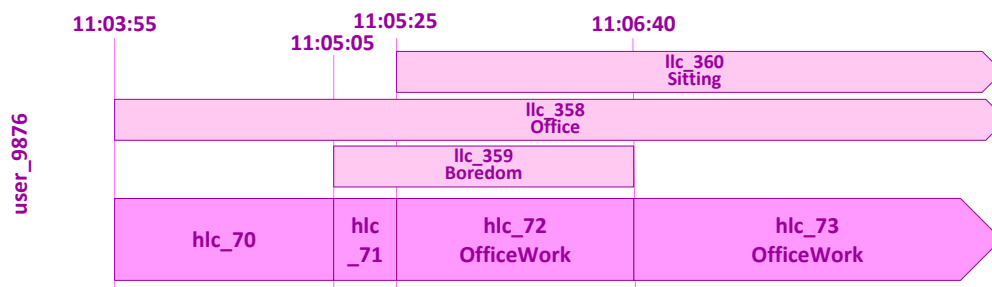 11:03:55
11:05:05
11:05:25
11:06:40
llc_360
Sitting
llc_358
Office
llc_359
Boredom
user_9876
hlc_70
hlc
_71
hlc_72
OfficeWork
hlc_73
OfficeWork